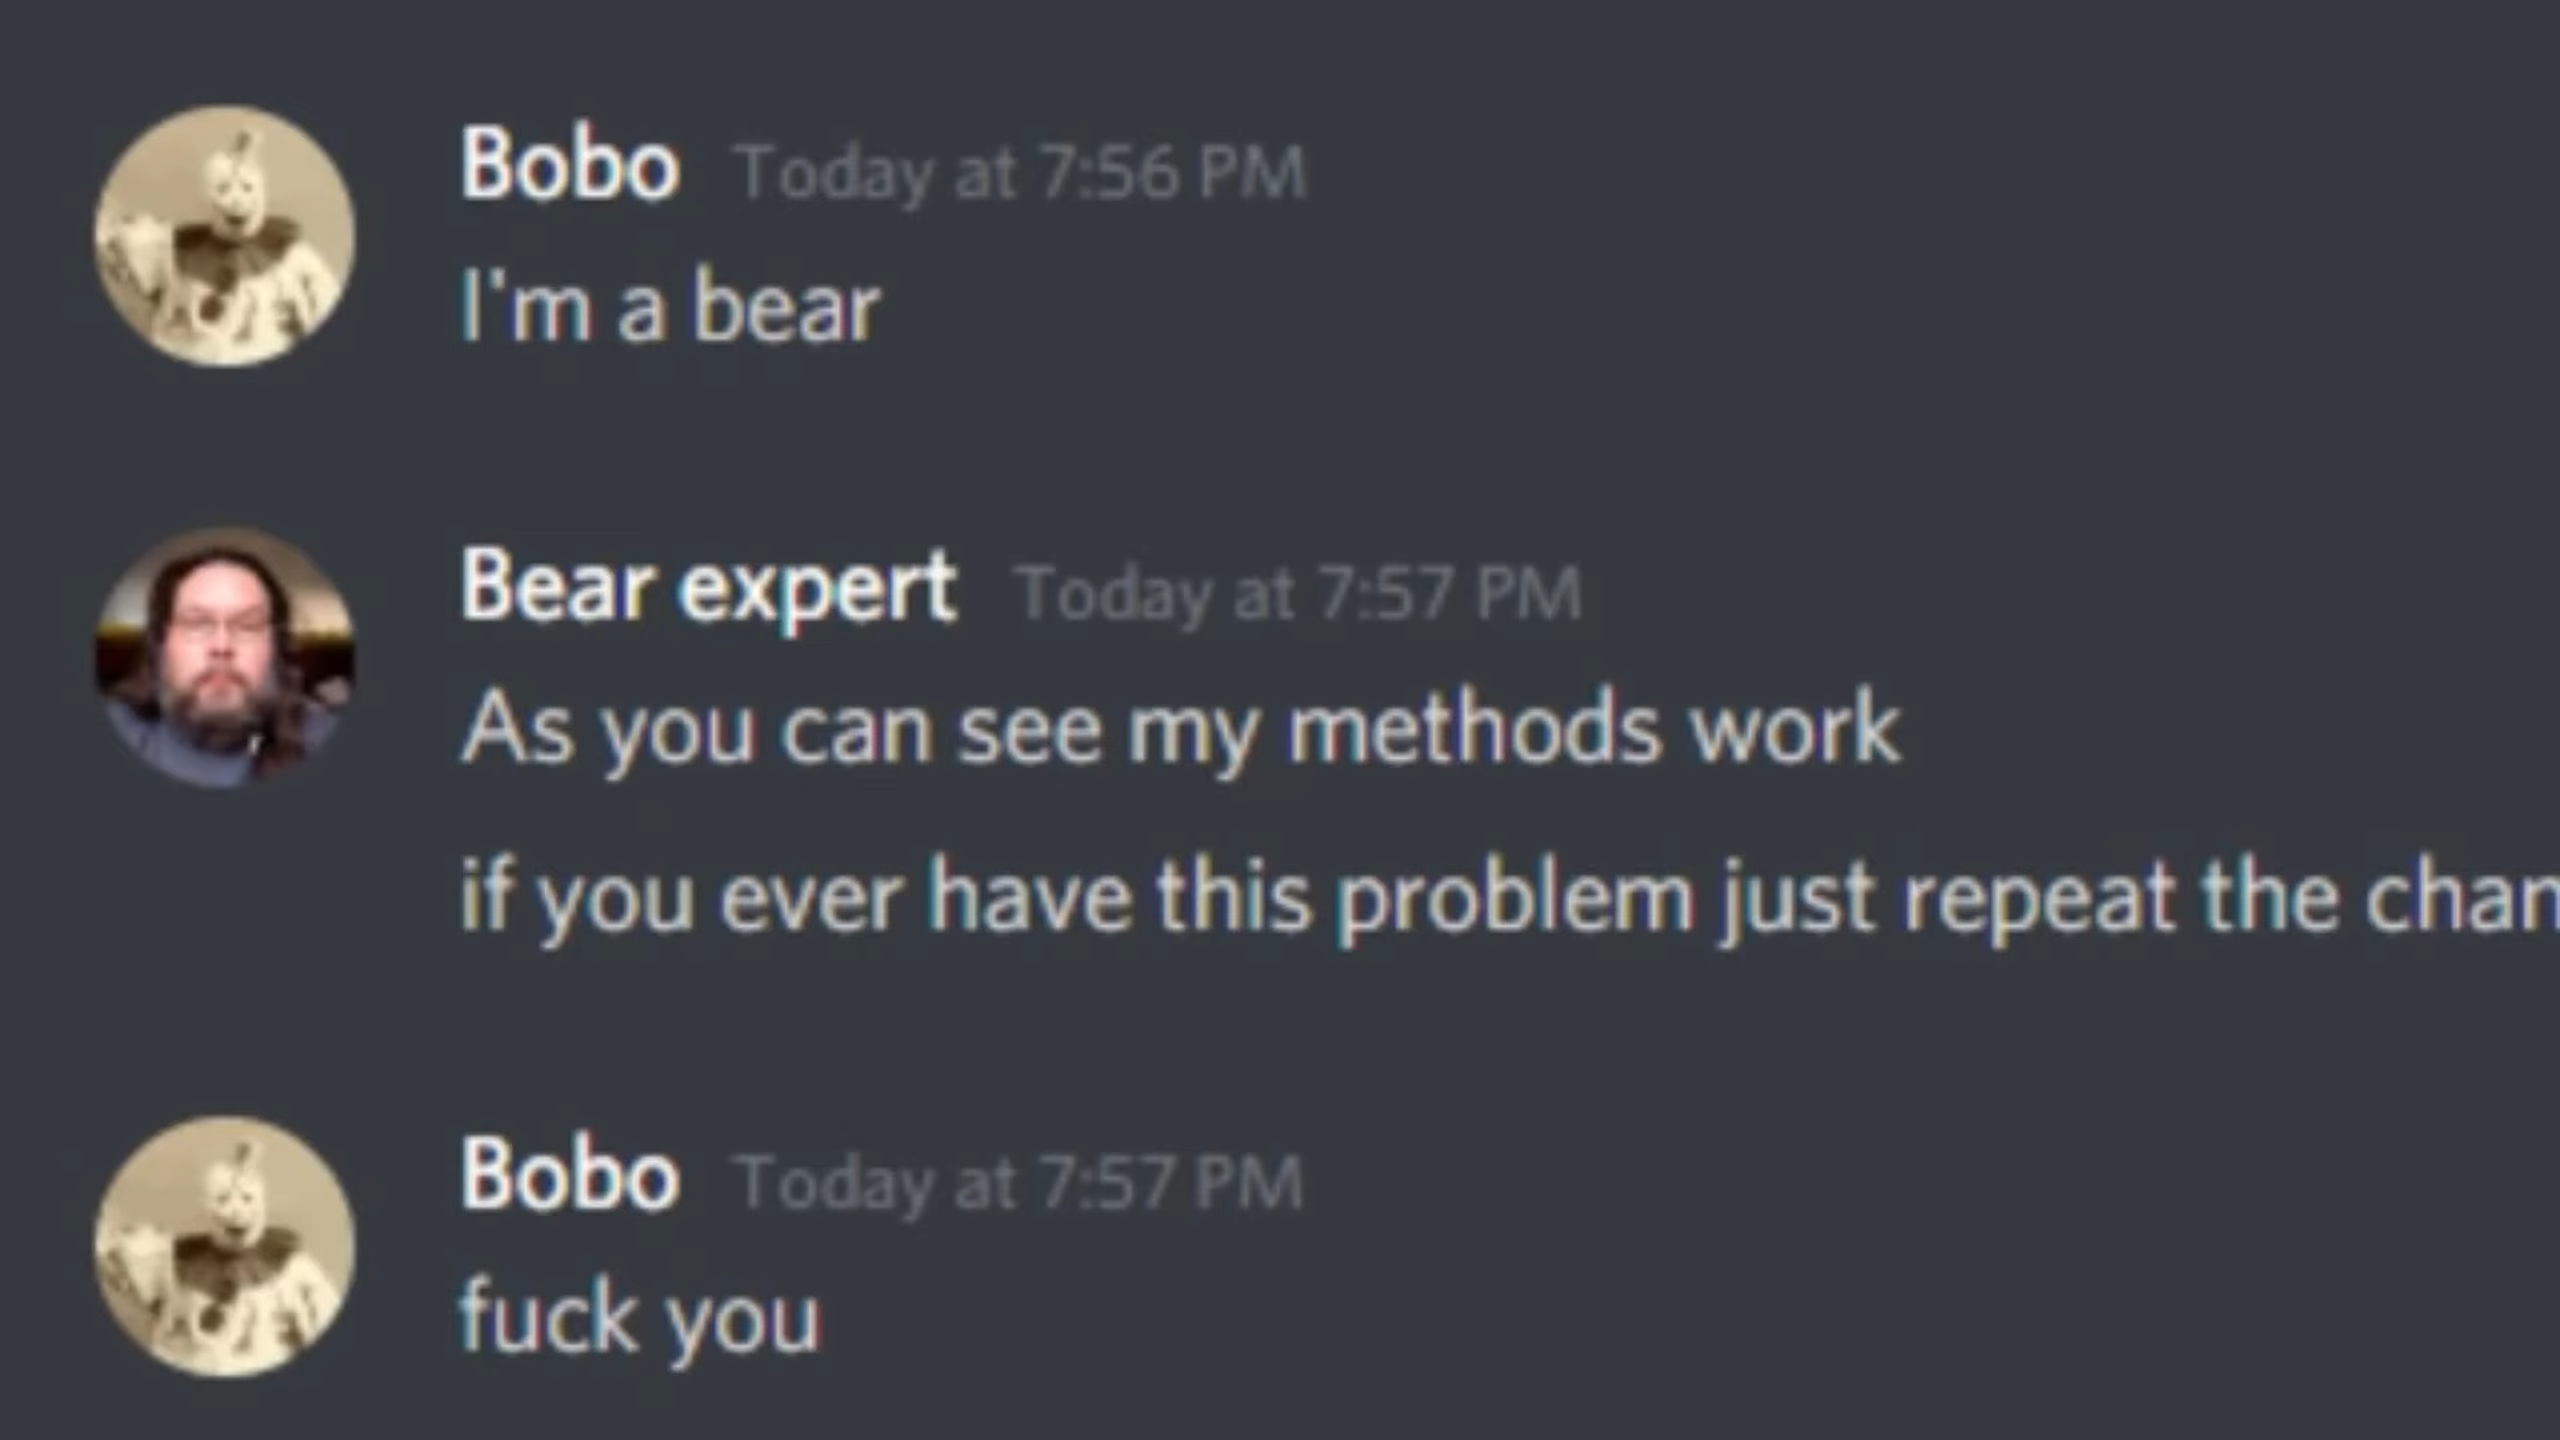 Bobo Today at 7:56 PM
I'm a bear
Bear expert Today at 7:57 PM
As you can see my methods work
if you ever have this problem just repeat the chan
Bobo Today at 7:57 PM
fuck you